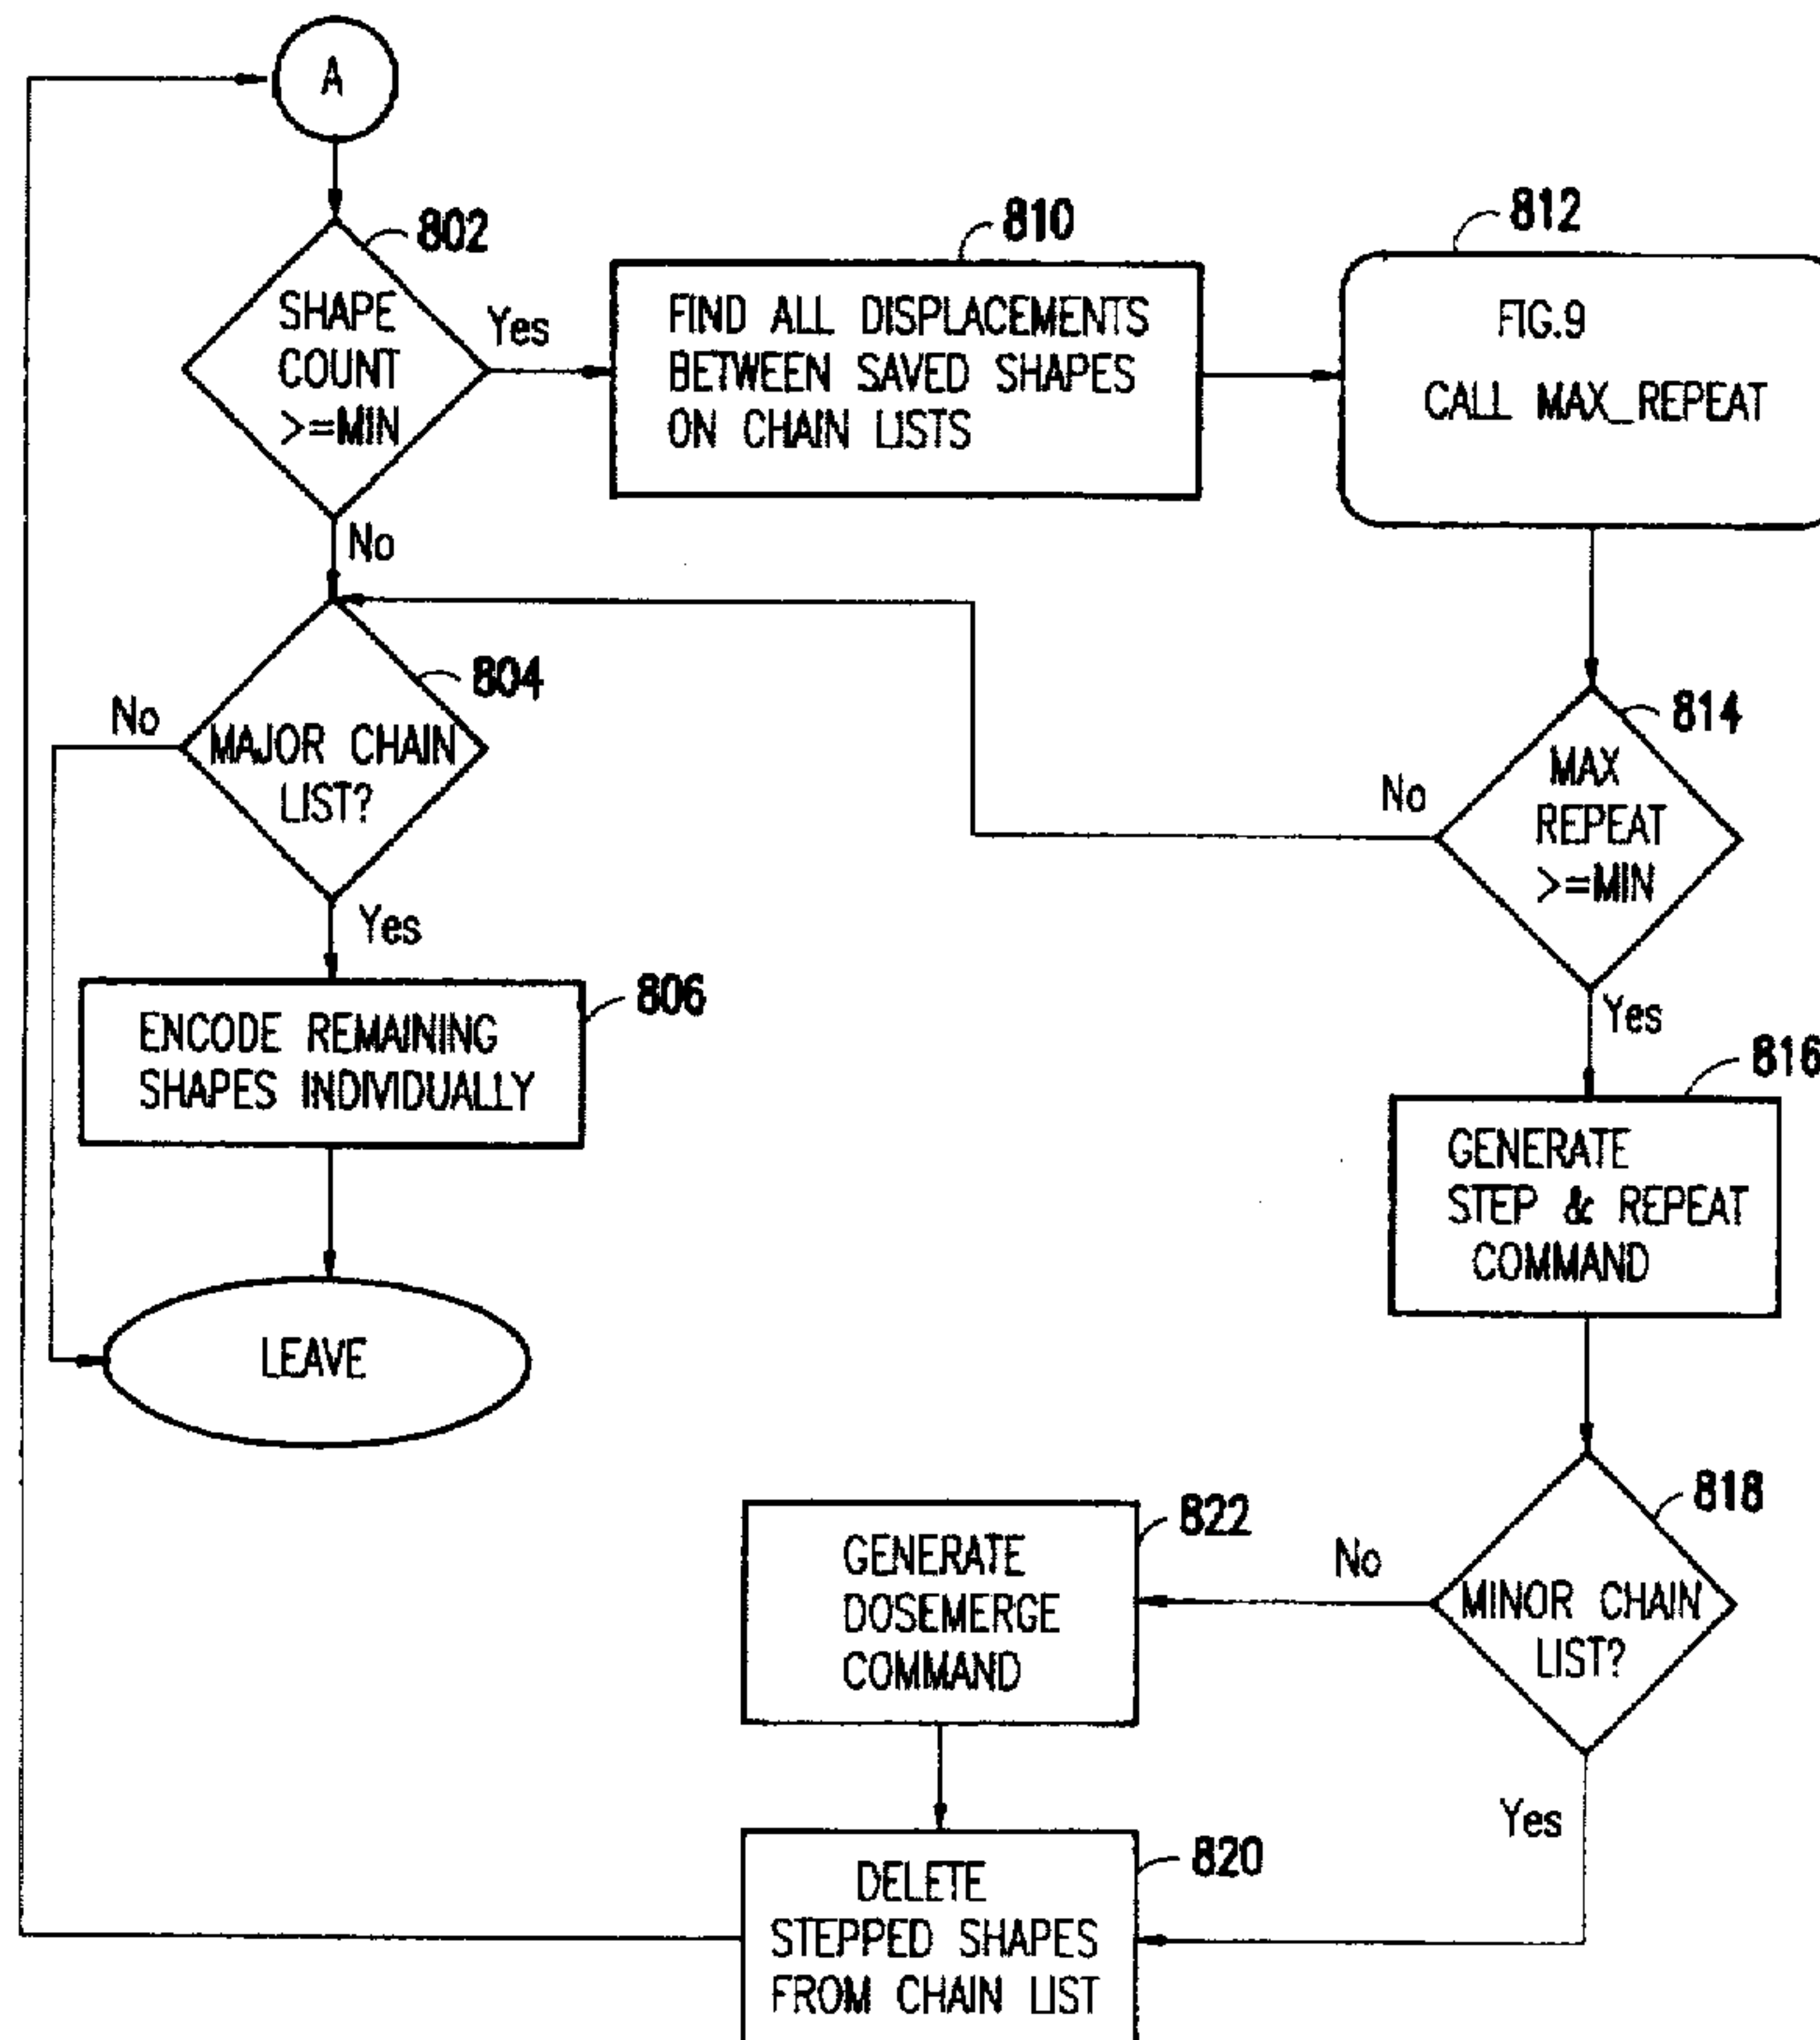 A
802
SHAPE
COUNT
>=MIN
Yes
No
810
FIND ALL DISPLACEMENTS
BETWEEN SAVED SHAPES
ON CHAIN LISTS
812
FIG.9
CALL MAX_REPEAT
804
MAJOR CHAIN
LIST?
No
Yes
814
MAX
REPEAT
>=MIN
No
Yes
806
ENCODE REMAINING
SHAPES INDIVIDUALLY
816
GENERATE
STEP & REPEAT
COMMAND
LEAVE
818
MINOR CHAIN
LIST?
No
Yes
822
GENERATE
DOSEMERGE
COMMAND
820
DELETE
STEPPED SHAPES
FROM CHAIN LIST